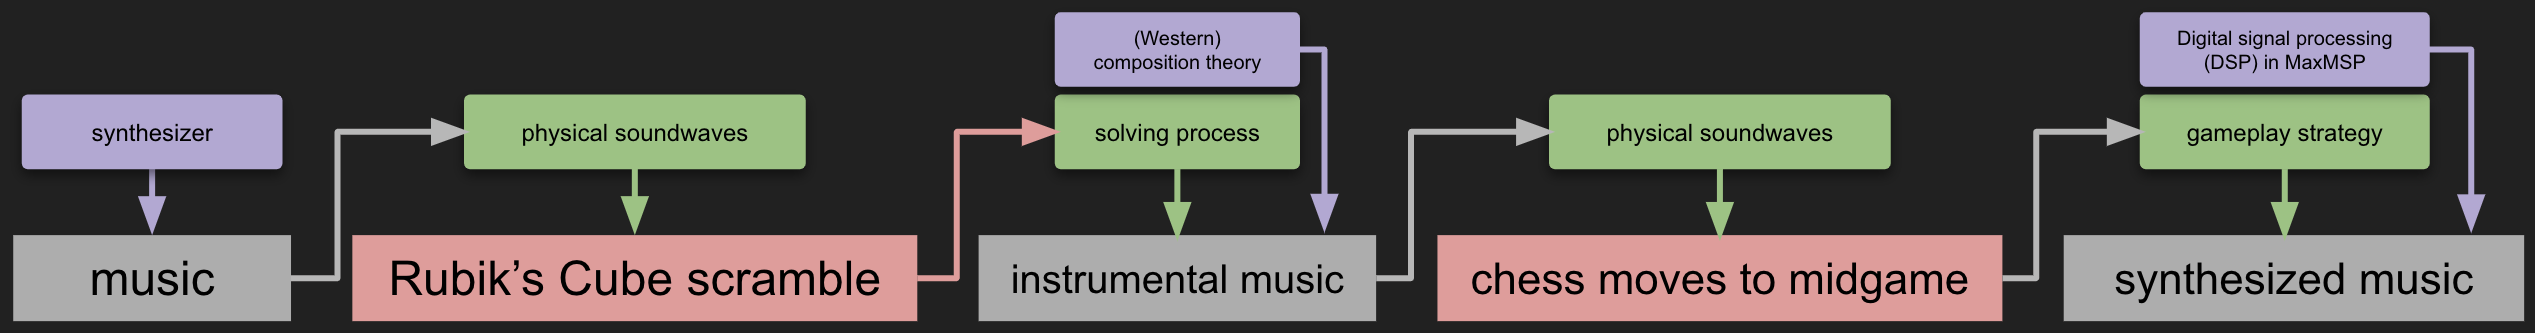 synthesizer
music
physical soundwaves
Rubik’s Cube scramble
(Western)
composition theory
solving process
instrumental music
physical soundwaves
chess moves to midgame
Digital signal processing
(DSP) in MaxMSP
gameplay strategy
synthesized music